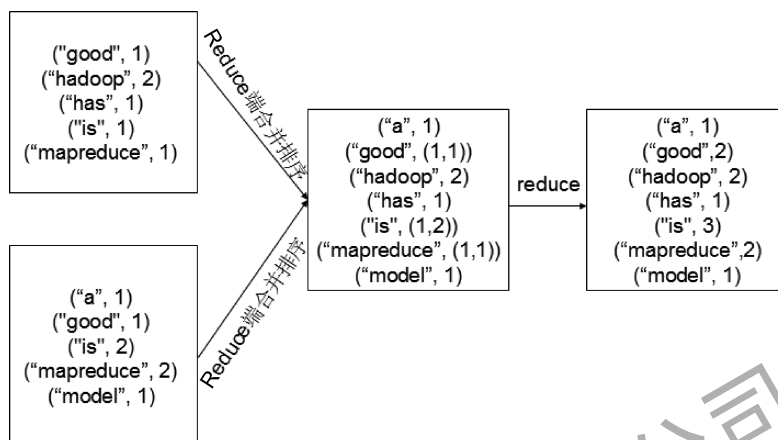 ("good", 1)
(“hadoop”, 2)
(“has”, 1)
("is", 1)
(“mapreduce”, 1)
Reduce端合并排序
(“a”, 1)
("good", 1)
("is", 2)
(“mapreduce”, 2)
(“model”, 1)
Reduce端合并排序
(“a”, 1)
(“good”, (1,1))
(“hadoop”, 2)
(“has”, 1)
("is", (1,2))
(“mapreduce”, (1,1))
(“model”, 1)
reduce
(“a”, 1)
(“good”,2)
(“hadoop”, 2)
(“has”, 1)
("is", 3)
(“mapreduce”,2)
(“model”, 1)
公司